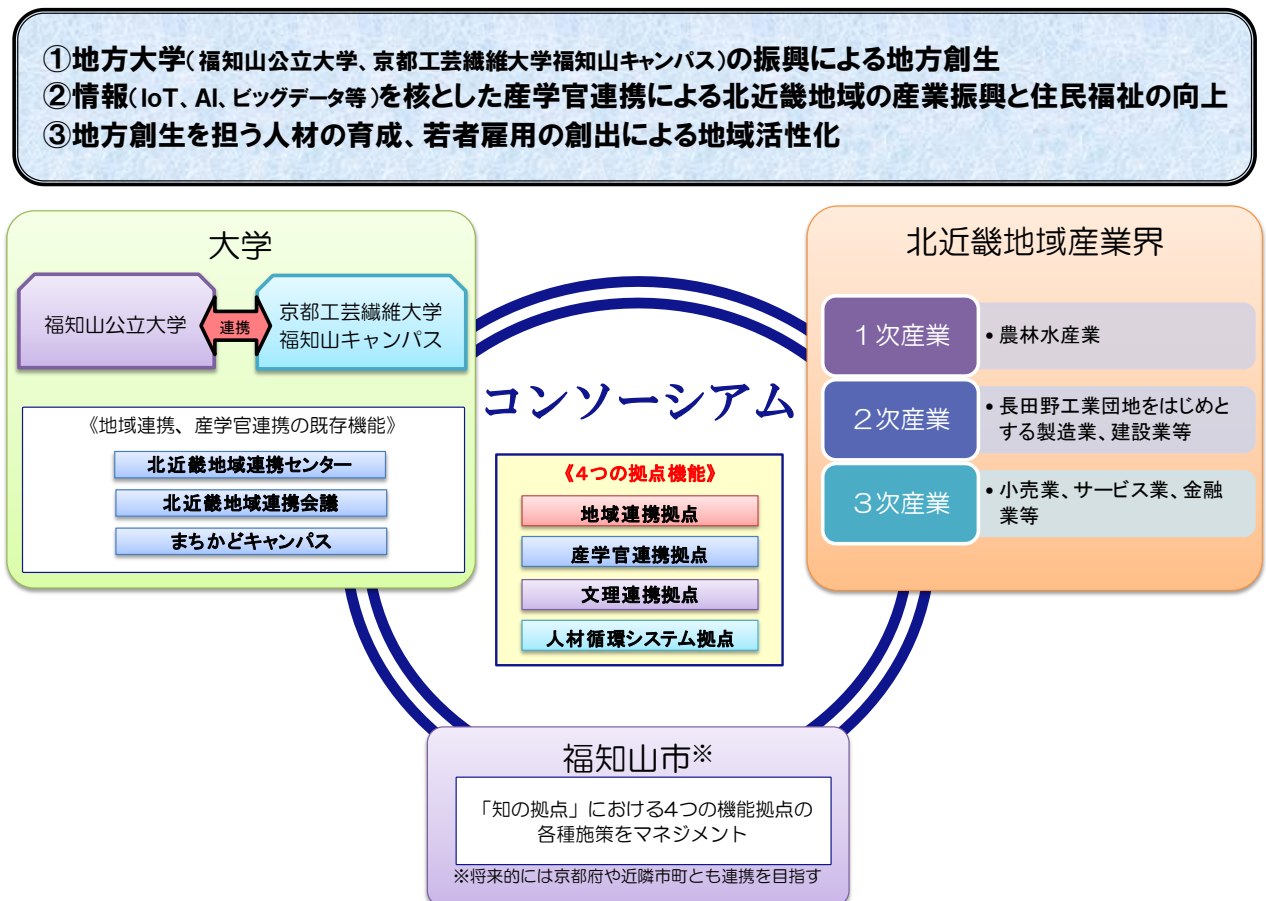 ①地方大学(福知山公立大学、京都工芸繊維大学福知山キャンパス)の振興による地方創生
②情報(IoT、AI、ビッグデータ等)を核とした産学官連携による北近畿地域の産業振興と住民福祉の向上
③地方創生を担う人材の育成、若者雇用の創出による地域活性化
大学
福知山公立大学
連携
京都工芸繊維大学
福知山キャンパス
《地域連携、産学官連携の既存機能》
北近畿地域連携センター
北近畿地域連携会議
まちかどキャンパス
コンソーシアム
《4つの拠点機能》
地域連携拠点
産学官連携拠点
文理連携拠点
人材循環システム拠点
北近畿地域産業界
1次産業
•農林水産業
2次産業
•長田野工業団地をはじめと
する製造業、建設業等
3次産業
•小売業、サービス業、金融
業等
福知山市※
「知の拠点」における4つの機能拠点の
各種施策をマネジメント
※将来的には京都府や近隣市町とも連携を目指す